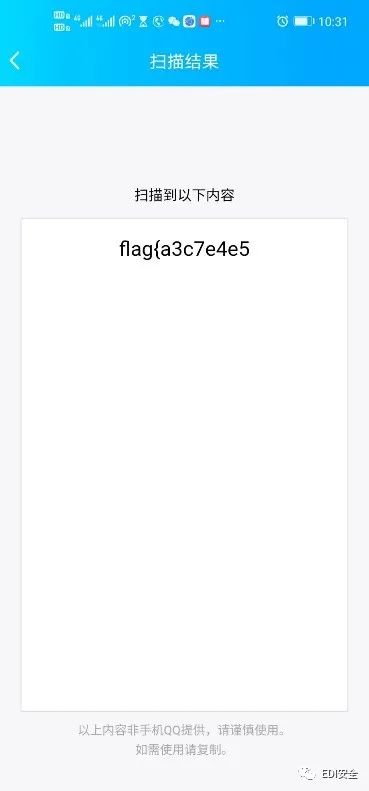 10:31
扫描结果
扫描到以下内容
flag{a3c7e4e5
以上内容非手机QQ提供，请谨慎使用。
如需使用请复制。
EDI安全